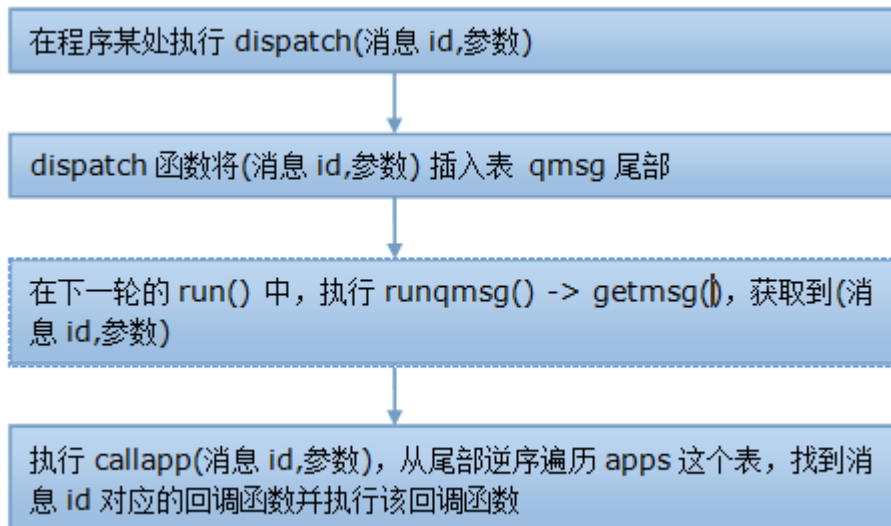 在程序某处执行 dispatch(消息 id,参数)
dispatch 函数将(消息 id,参数) 插入表 qmsg 尾部
在下一轮的 run() 中，执行 runqmsg() -> getmsg()，获取到(消
息 id,参数)
执行 callapp(消息 id,参数)，从尾部逆序遍历 apps 这个表，找到消
息 id 对应的回调函数并执行该回调函数